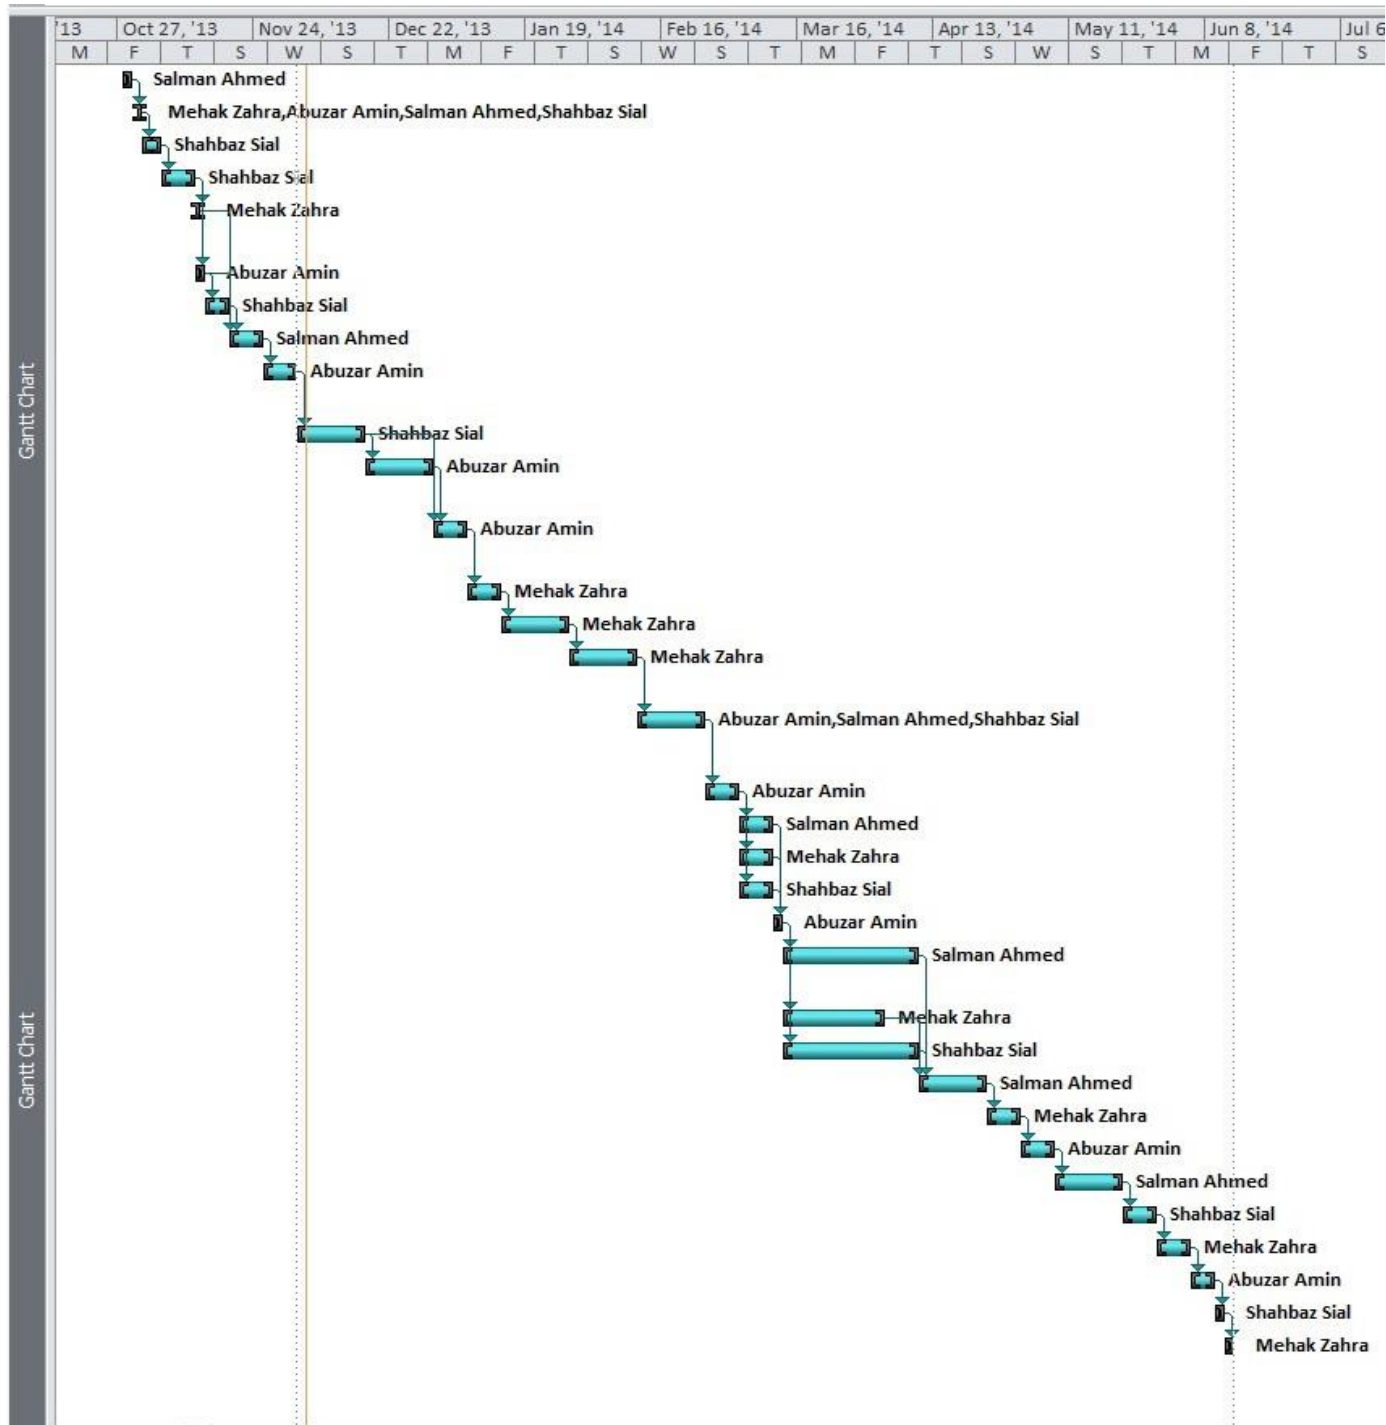 '13 Oct 27, '13 Nov 24, '13 Dec 22, '13 Jan 19, '14 Feb 16, '14 Mar 16, '14 Apr 13, '14 May 11, '14 Jun 8, '14 Jul 6
M F T S W S T M F T S W S T M F T S W S T M F T S
Salman Ahmed
Mehak Zahra,Abuzar Amin,Salman Ahmed,Shahbaz Sial
Shahbaz Sial
Shahbaz Sial
Mehak Zahra
Abuzar Amin
Shahbaz Sial
Salman Ahmed
Abuzar Amin
Gantt Chart
Shahbaz Sial
Abuzar Amin
Abuzar Amin
Mehak Zahra
Mehak Zahra
Mehak Zahra
Abuzar Amin,Salman Ahmed,Shahbaz Sial
Abuzar Amin
Salman Ahmed
Mehak Zahra
Shahbaz Sial
Abuzar Amin
Salman Ahmed
Mehak Zahra
Shahbaz Sial
Gantt Chart
Salman Ahmed
Mehak Zahra
Abuzar Amin
Salman Ahmed
Shahbaz Sial
Mehak Zahra
Abuzar Amin
Shahbaz Sial
Mehak Zahra